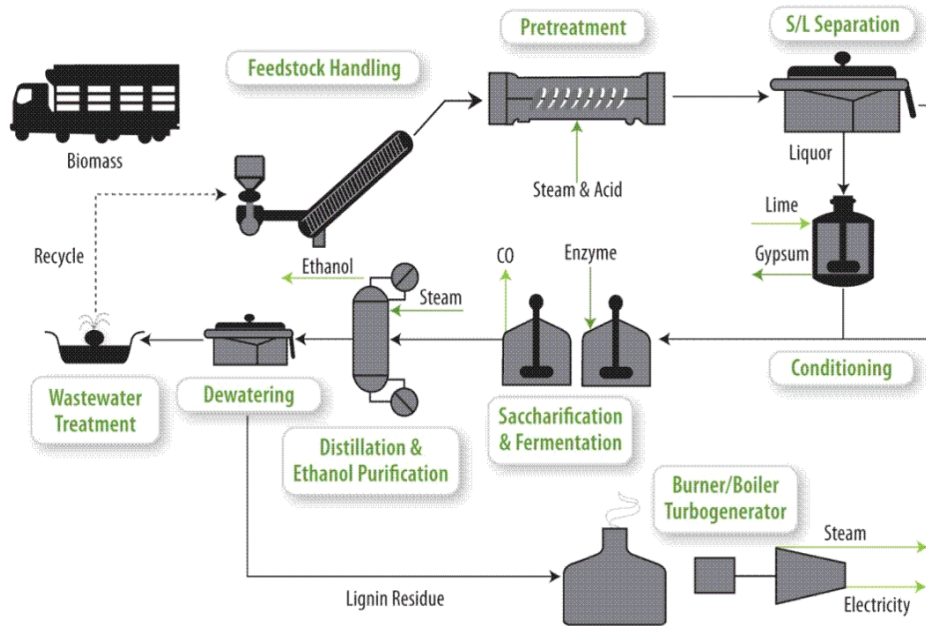 Pretreatment
S/L Separation
Feedstock Handling
Biomass
Steam & Acid
Liquor
Lime
Gypsum
Recycle
Ethanol
Steam
CO
Enzyme
Conditioning
Wastewater
Treatment
Dewatering
Distillation &
Ethanol Purification
Saccharification
& Fermentation
Burner/Boiler
Turbogenerator
Steam
Electricity
Lignin Residue